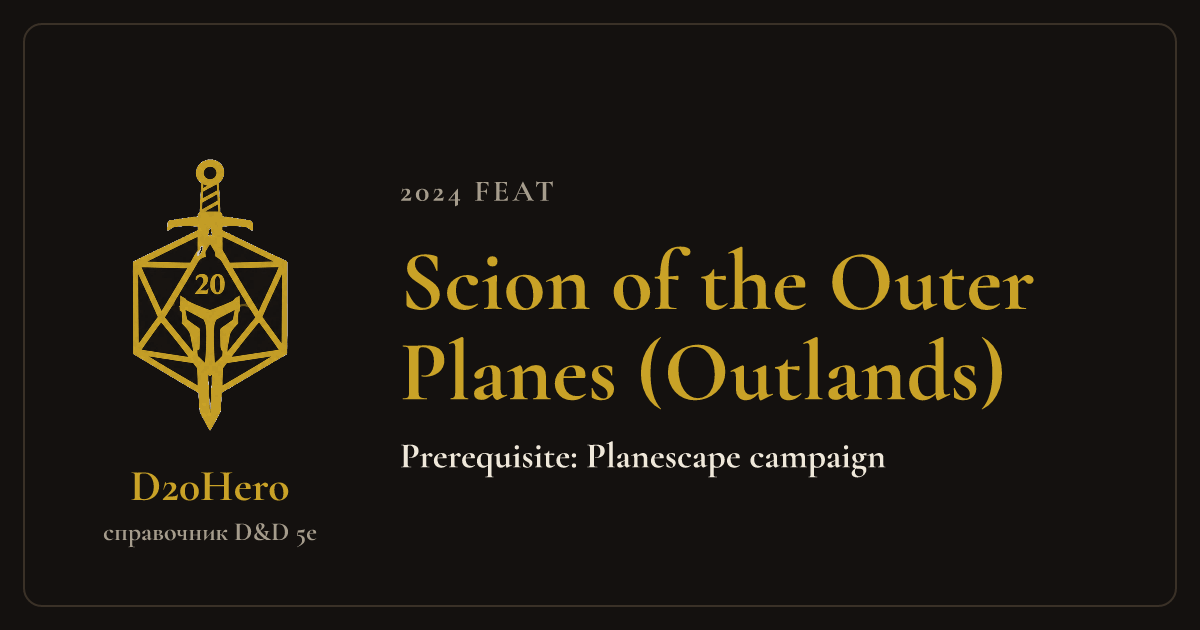 20
D20Hero
справочник D&D 5e
2024 FEAT
Scion of the Outer
Planes (Outlands)
Prerequisite: Planescape campaign